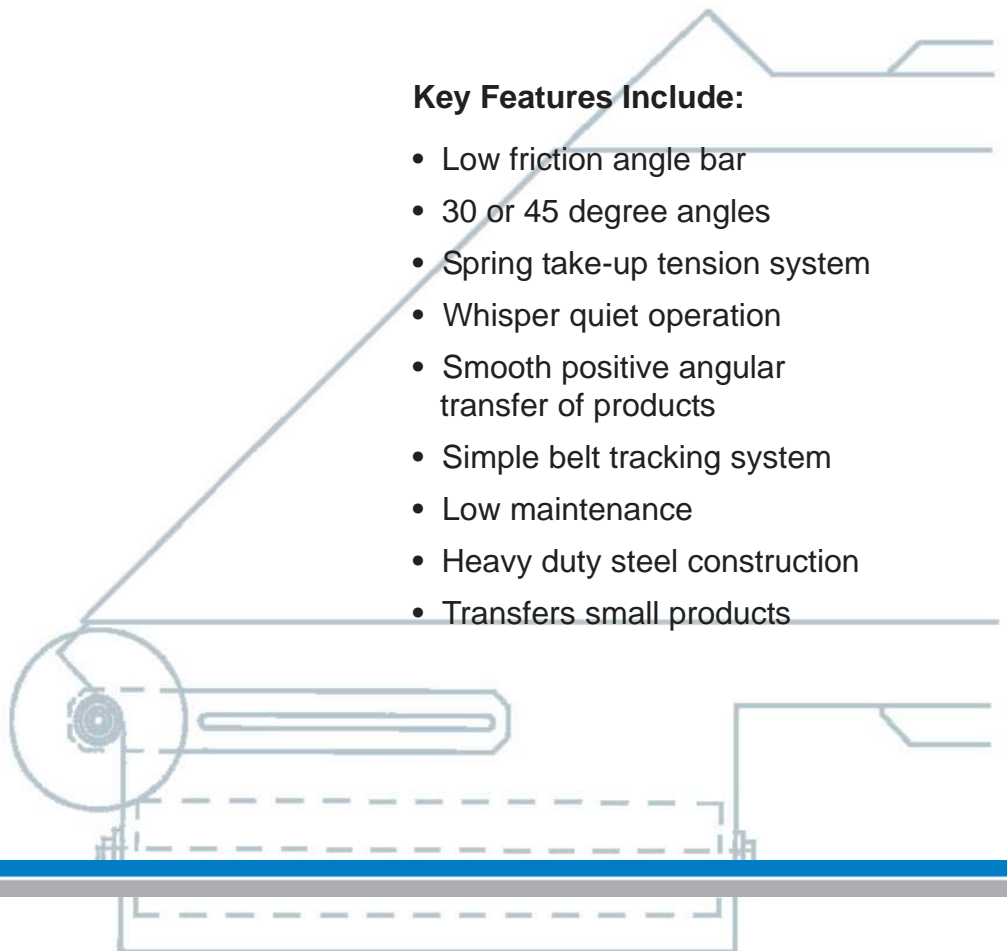 Key Features Include:
• Low friction angle bar
• 30 or 45 degree angles
• Spring take-up tension system
• Whisper quiet operation
• Smooth positive angular
transfer of products
• Simple belt tracking system
• Low maintenance
• Heavy duty steel construction
• Transfers small products